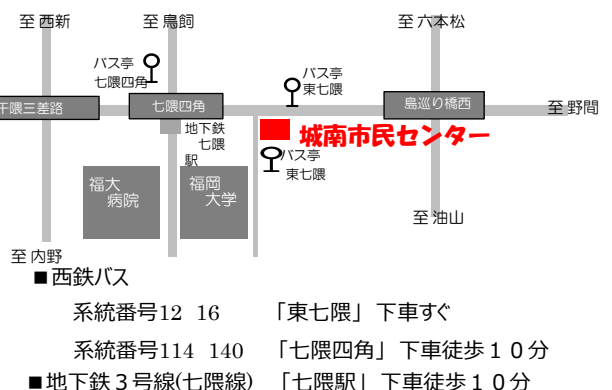 至 西新
至 鳥飼
至 六本松
バス亭
七隈四角
バス亭
東七隈
干隈三差路
七隈四角
島巡り橋西
至 野間
地下鉄
七隈
駅
城南市民センター
バス亭
東七隈
福大
病院
福岡
大学
至 油山
至 内野
■西鉄バス
系統番号12 16 「東七隈」下車すぐ
系統番号114 140 「七隈四角」下車徒歩10分
■地下鉄3号線(七隈線) 「七隈駅」下車徒歩10分